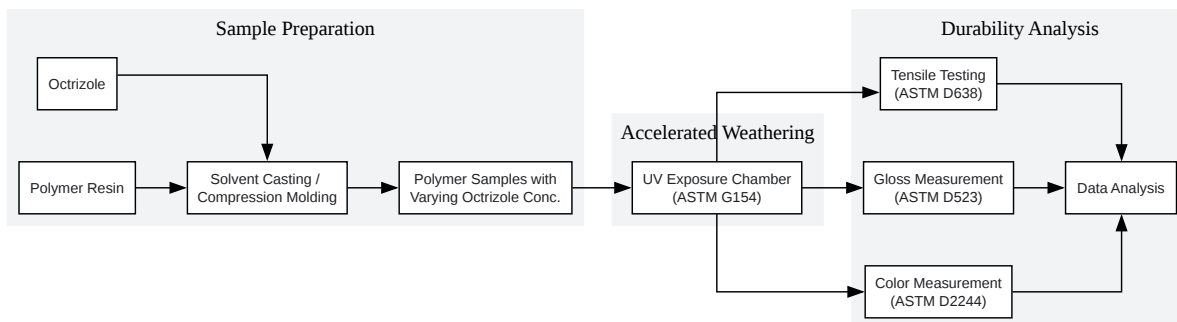 Sample Preparation
Octrizole
Polymer Resin
Solvent Casting /
Compression Molding
Polymer Samples with
Varying Octrizole Conc.
Accelerated Weathering
UV Exposure Chamber
(ASTM G154)
Durability Analysis
Tensile Testing
(ASTM D638)
Gloss Measurement
(ASTM D523)
Color Measurement
(ASTM D2244)
Data Analysis